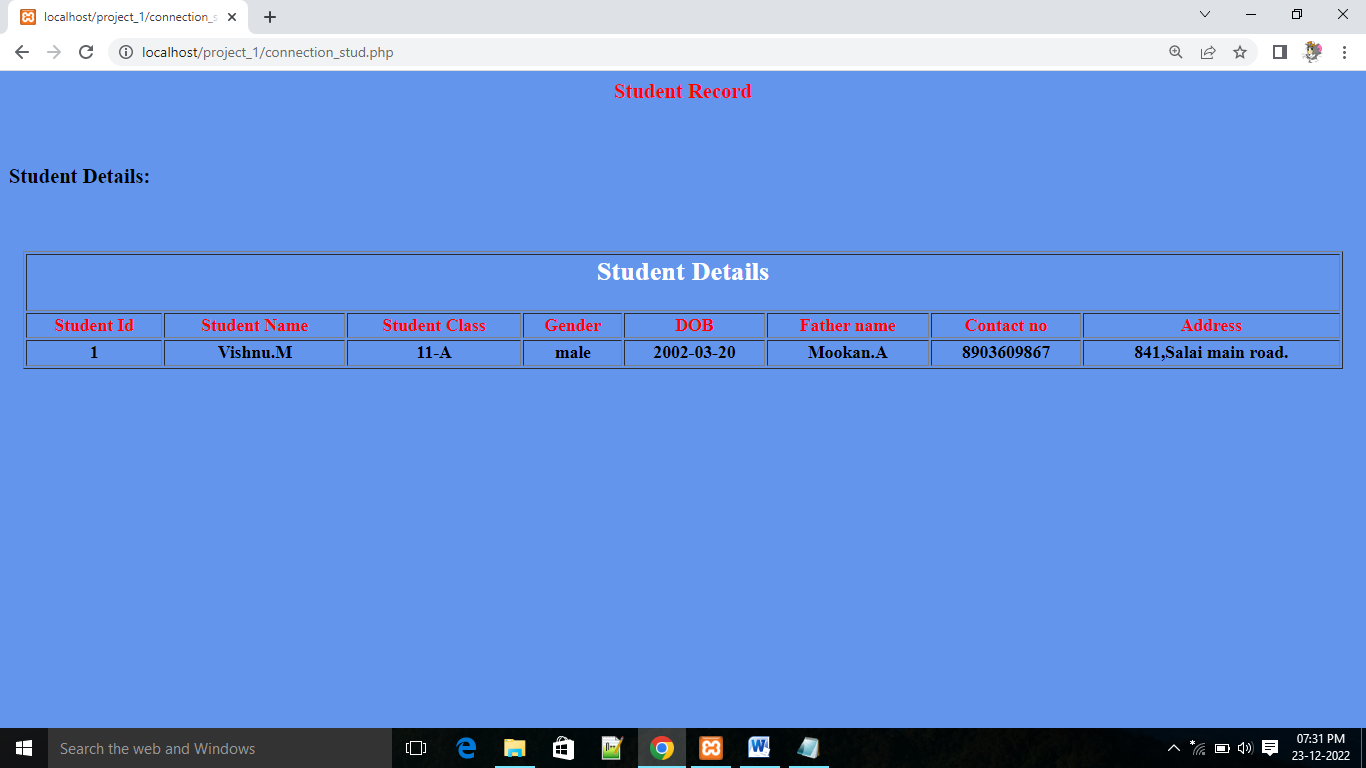 localhost/project_1/connection_s
localhost/project_1/connection_stud.php
Student Record
Student Details:
Student Details
Student Id Student Name Student Class Gender DOB Father name Contact no Address
1 Vishnu.M 11-A male 2002-03-20 Mookan.A 8903609867 841,Salai main road.
Search the web and Windows
07:31 PM
23-12-2022